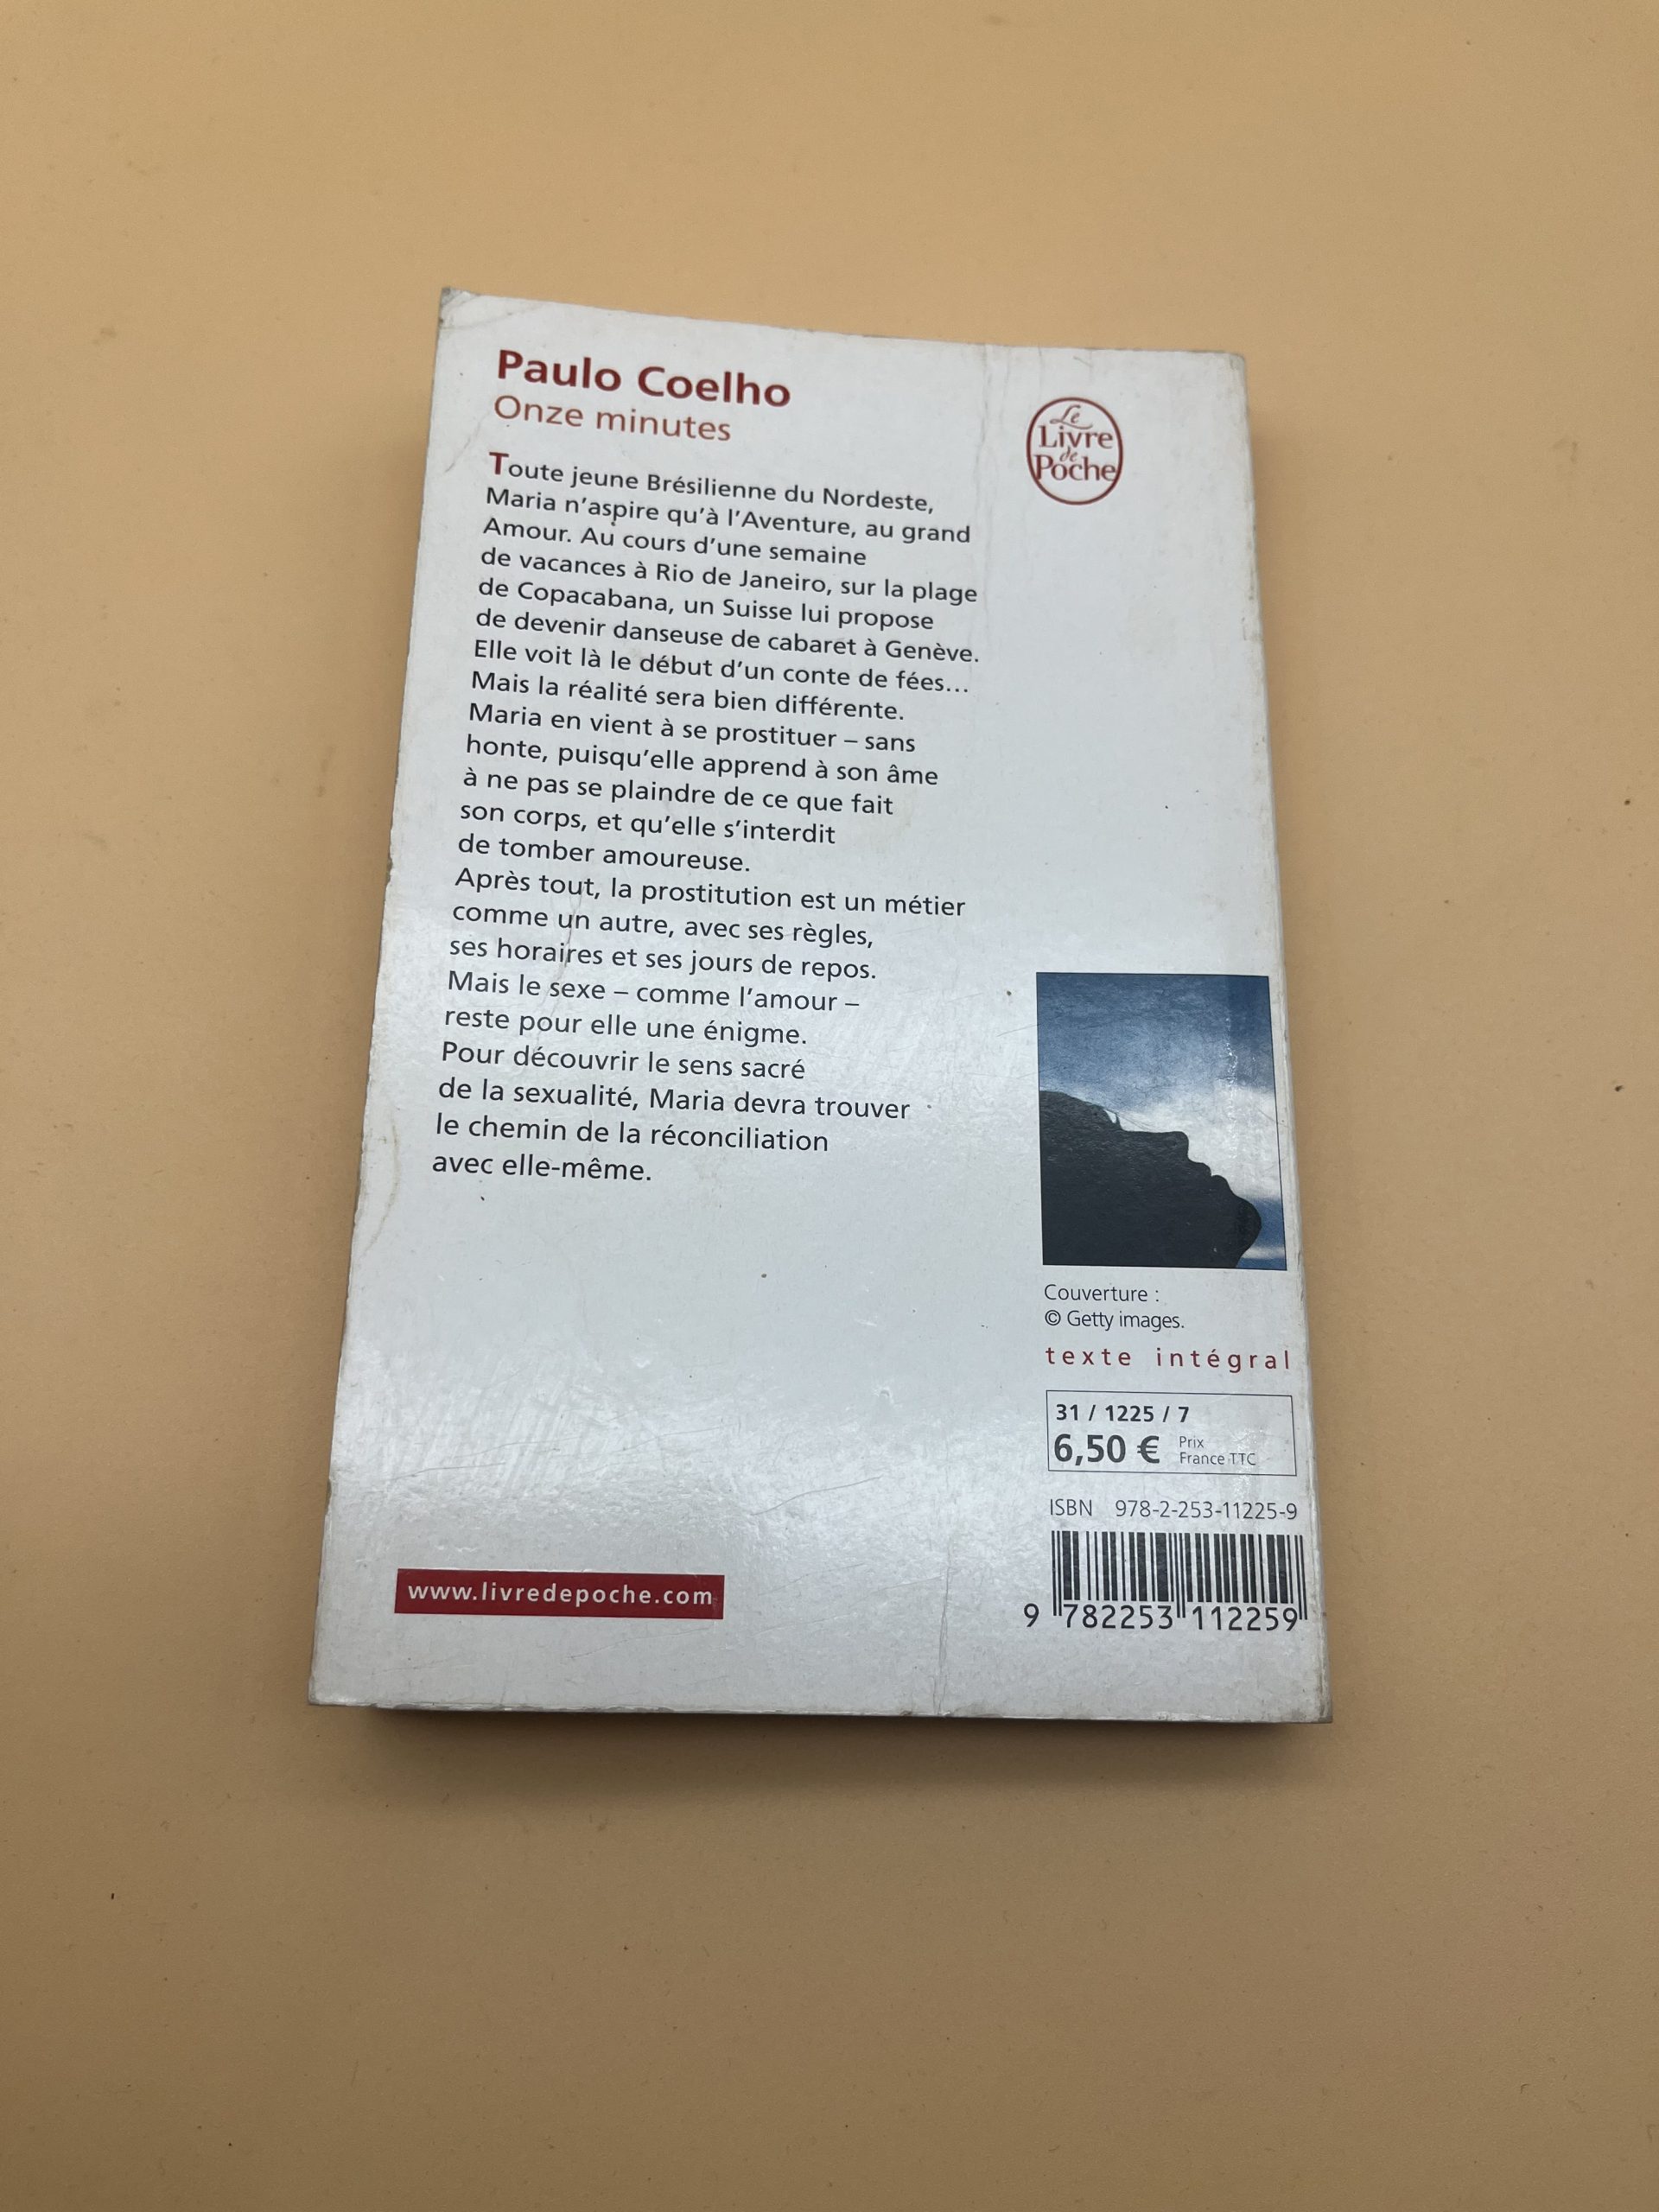 Paulo Coelho
Onze minutes
Le
Livre
de
Poche
Toute jeune Brésilienne du Nordeste,
Maria n’aspire qu’à l’Aventure, au grand
Amour. Au cours d’une semaine
de vacances à Rio de Janeiro, sur la plage
de Copacabana, un Suisse lui propose
de devenir danseuse de cabaret à Genève.
Elle voit là le début d’un conte de fées…
Mais la réalité sera bien différente.
Maria en vient à se prostituer – sans
honte, puisqu’elle apprend à son âme
à ne pas se plaindre de ce que fait
son corps, et qu’elle s’interdit
de tomber amoureuse.
Après tout, la prostitution est un métier
comme un autre, avec ses règles,
ses horaires et ses jours de repos.
Mais le sexe – comme l’amour –
reste pour elle une énigme.
Pour découvrir le sens sacré
de la sexualité, Maria devra trouver
le chemin de la réconciliation
avec elle-même.
Couverture :
© Getty images.
texte intégral
31 / 1225 / 7
6,50 € Prix
France TTC
ISBN 978-2-253-11225-9
9 782253 112259
www.livredepoche.com